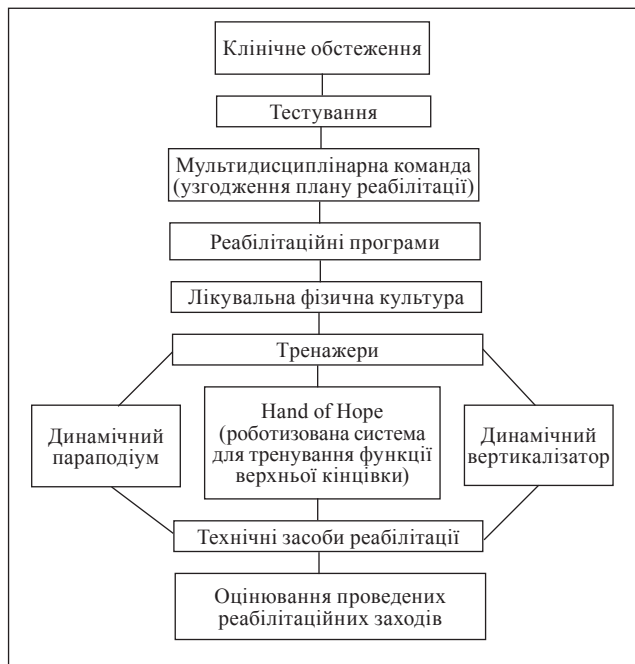 Клінічне обстеження
Тестування
Мультидисциплінарна команда
(узгодження плану реабілітації)
Реабілітаційні програми
Лікувальна фізична культура
Тренажери
Динамічний
параподіум
Hand of Hope
(роботизована система
для тренування функції
верхньої кінцівки)
Динамічний
вертикалізатор
Технічні засоби реабілітації
Оцінювання проведених
реабілітаційних заходів